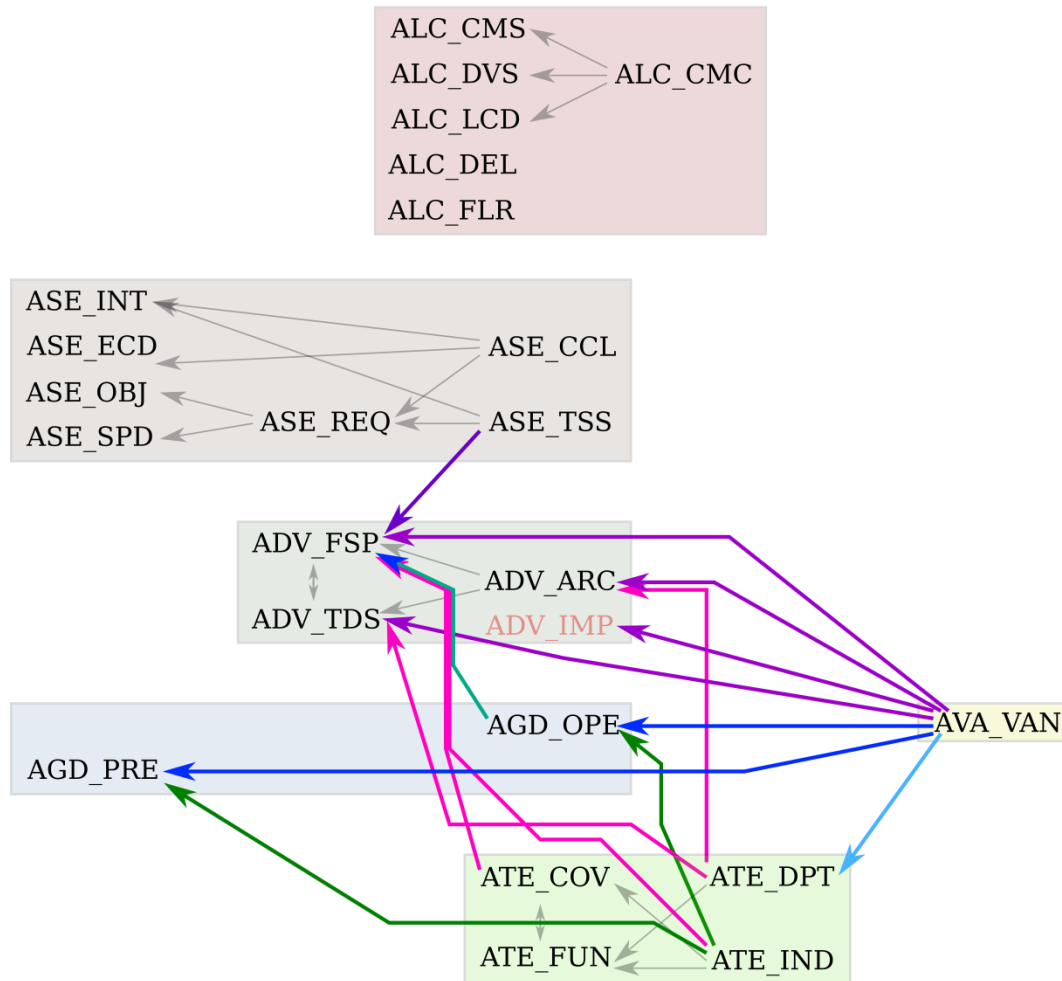 ALC_CMS
ALC_DVS
ALC_CMC
ALC_LCD
ALC_DEL
ALC_FLR
ASE_INT
ASE_ECD
ASE_CCL
ASE_OBJ
ASE_SPD
ASE_REQ
ASE_TSS
ADV_FSP
ADV_ARC
ADV_TDS
ADV_IMP
AGD_OPE
AVA_VAN
AGD_PRE
ATE_COV
ATE_DPT
ATE_FUN
ATE_IND